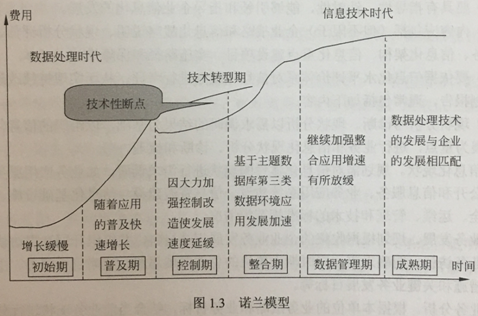 费用
信息技术时代
数据处理时代
技术转型期
技术性断点
增长缓慢
随着应用
的普及快
速增长
因大力加
强控制改
造使发展
速度延缓
基于主题数
据库第三类
数据环境应
用发展加速
继续加强整
合应用增速
有所放缓
数据处理技术
的发展与企业
的发展相匹配
初始期
普及期
控制期
整合期
数据管理期
成熟期
时间
图 1.3 诺兰模型